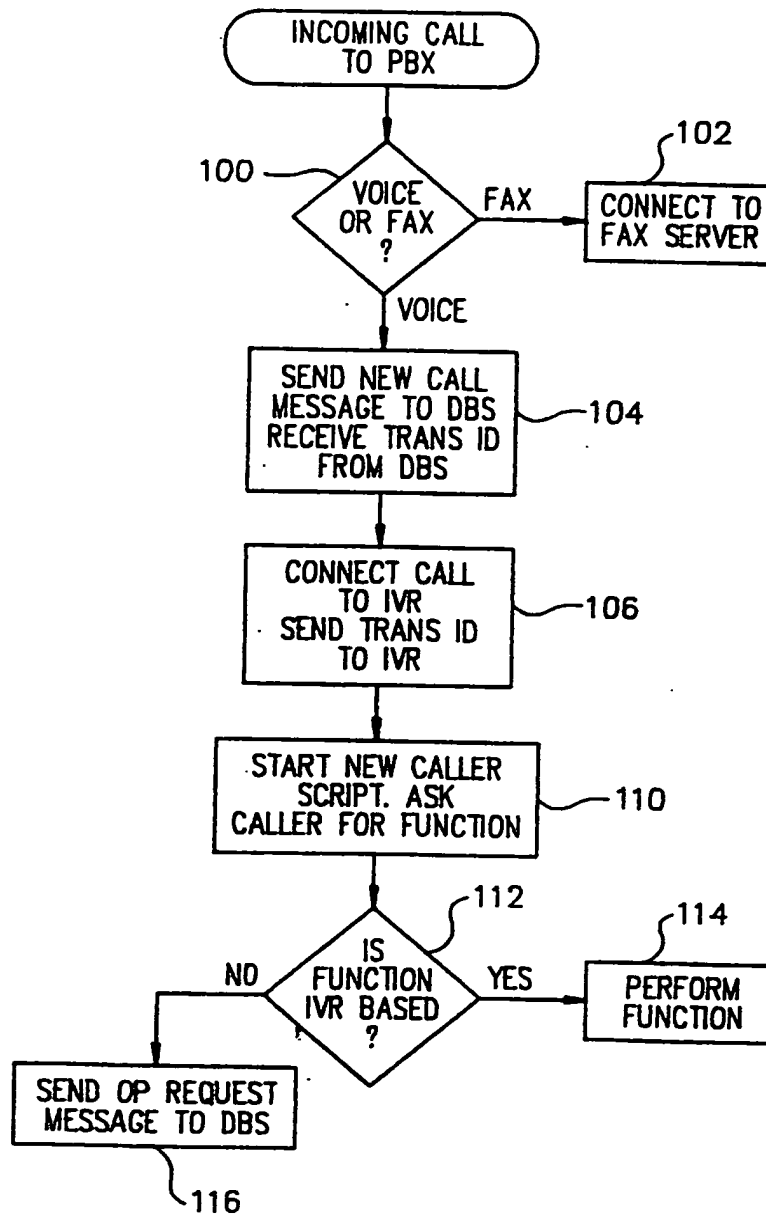 INCOMING CALL
TO PBX
100
VOICE
OR FAX
?
FAX
102
CONNECT TO
FAX SERVER
VOICE
SEND NEW CALL
MESSAGE TO DBS
RECEIVE TRANS ID
FROM DBS
104
CONNECT CALL
TO IVR
SEND TRANS ID
TO IVR
106
START NEW CALLER
SCRIPT. ASK
CALLER FOR FUNCTION
110
112
IS
FUNCTION
IVR BASED
?
NO
YES
114
PERFORM
FUNCTION
SEND OP REQUEST
MESSAGE TO DBS
116